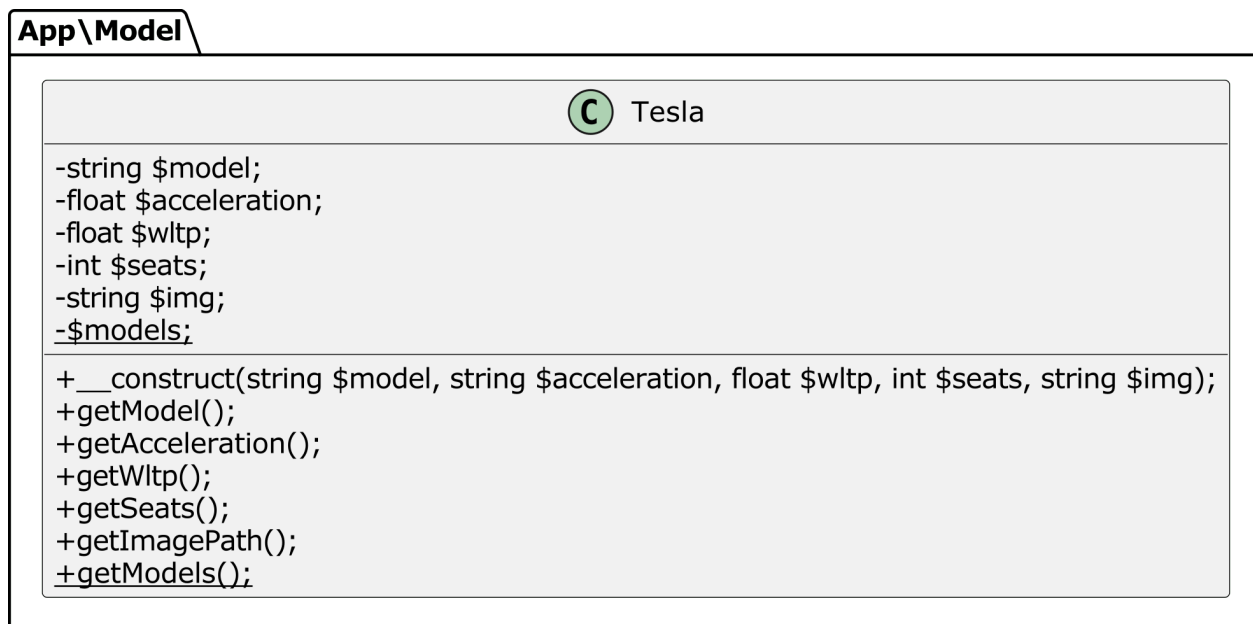 App\Model
C Tesla
-string $model;
-float $acceleration;
-float $wltp;
-int $seats;
-string $img;
-$models;
+__construct(string $model, string $acceleration, float $wltp, int $seats, string $img);
+getModel();
+getAcceleration();
+getWltp();
+getSeats();
+getImagePath();
+getModels();